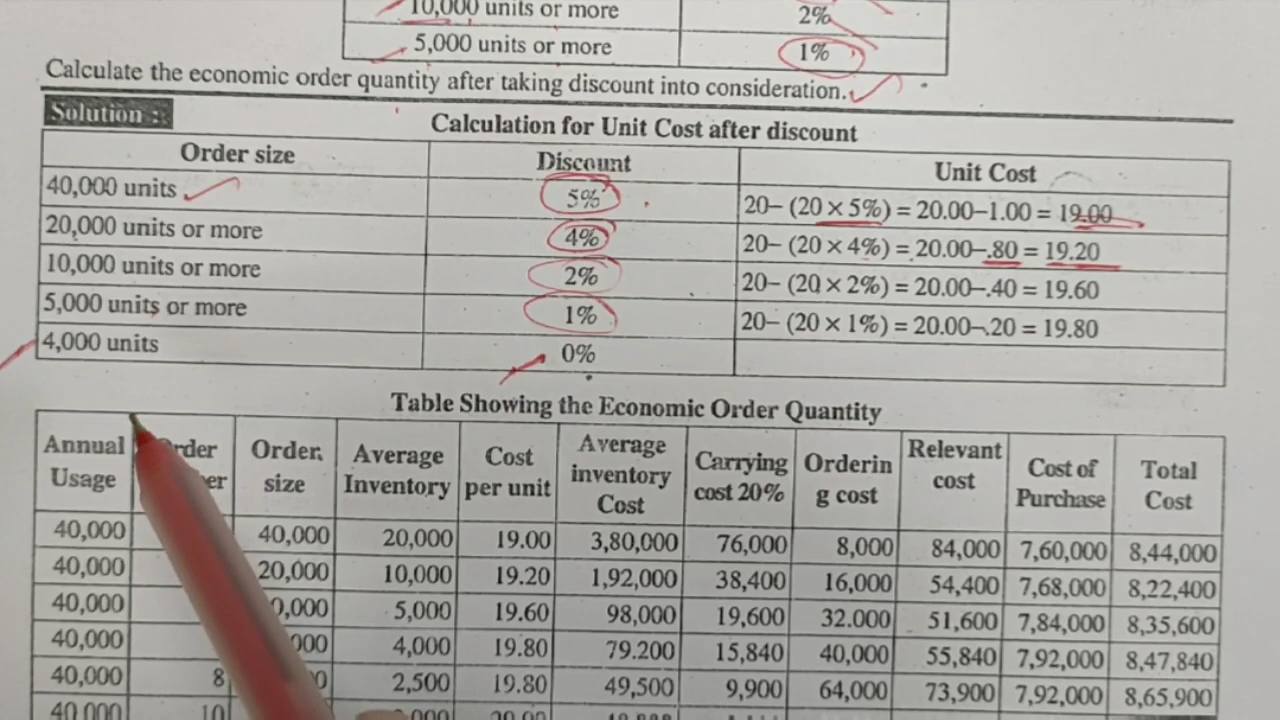 10,000 units or more 2%
5,000 units or more 1%
Calculate the economic order quantity after taking discount into consideration.
Solution :
Calculation for Unit Cost after discount
Order size Discount Unit Cost
40,000 units 5% 20– (20 × 5%) = 20.00–1.00 = 19.00
20,000 units or more 4% 20– (20 × 4%) = 20.00–.80 = 19.20
10,000 units or more 2% 20– (20 × 2%) = 20.00–.40 = 19.60
5,000 units or more 1% 20– (20 × 1%) = 20.00–.20 = 19.80
4,000 units 0%
Table Showing the Economic Order Quantity
Annual Usage Order size Average Inventory Cost per unit Average inventory Cost Carrying cost 20% Orderin g cost Relevant cost Cost of Purchase Total Cost
40,000 40,000 20,000 19.00 3,80,000 76,000 8,000 84,000 7,60,000 8,44,000
40,000 20,000 10,000 19.20 1,92,000 38,400 16,000 54,400 7,68,000 8,22,400
40,000 5,000 19.60 98,000 19,600 32.000 51,600 7,84,000 8,35,600
40,000 4,000 19.80 79.200 15,840 40,000 55,840 7,92,000 8,47,840
40,000 8 2,500 19.80 49,500 9,900 64,000 73,900 7,92,000 8,65,900
40,000 10